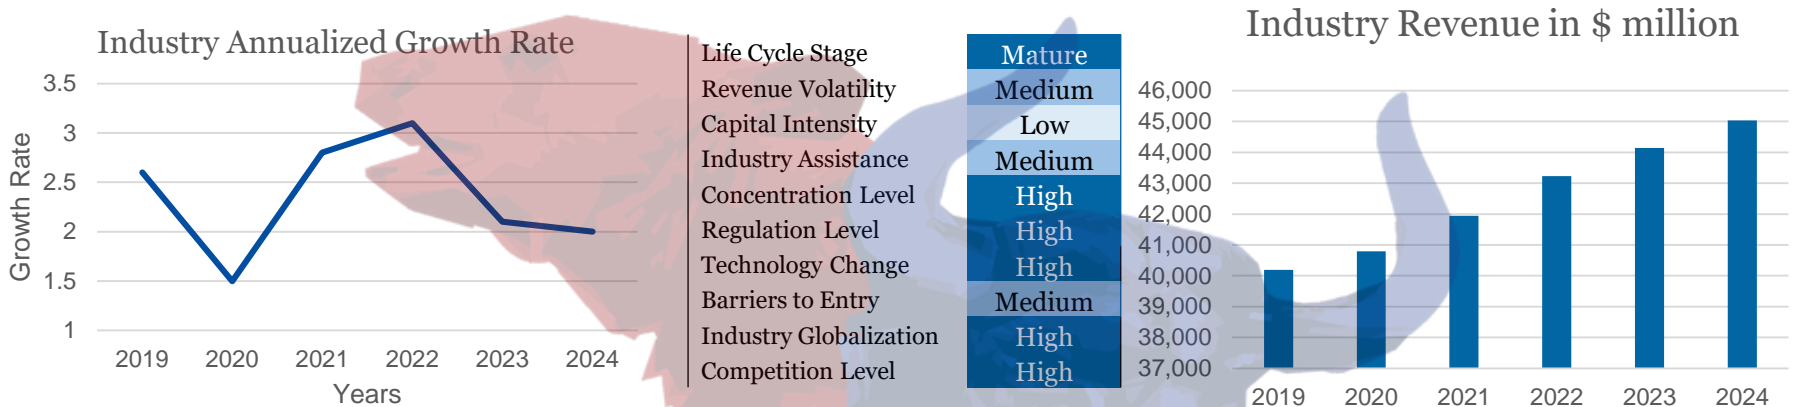 Industry Annualized Growth Rate
3.5
3
2.5
2
1.5
1
Growth Rate
2019 2020 2021 2022 2023 2024
Years
Life Cycle Stage Mature
Revenue Volatility Medium
Capital Intensity Low
Industry Assistance Medium
Concentration Level High
Regulation Level High
Technology Change High
Barriers to Entry Medium
Industry Globalization High
Competition Level High
Industry Revenue in $ million
46,000
45,000
44,000
43,000
42,000
41,000
40,000
39,000
38,000
37,000
2019 2020 2021 2022 2023 2024